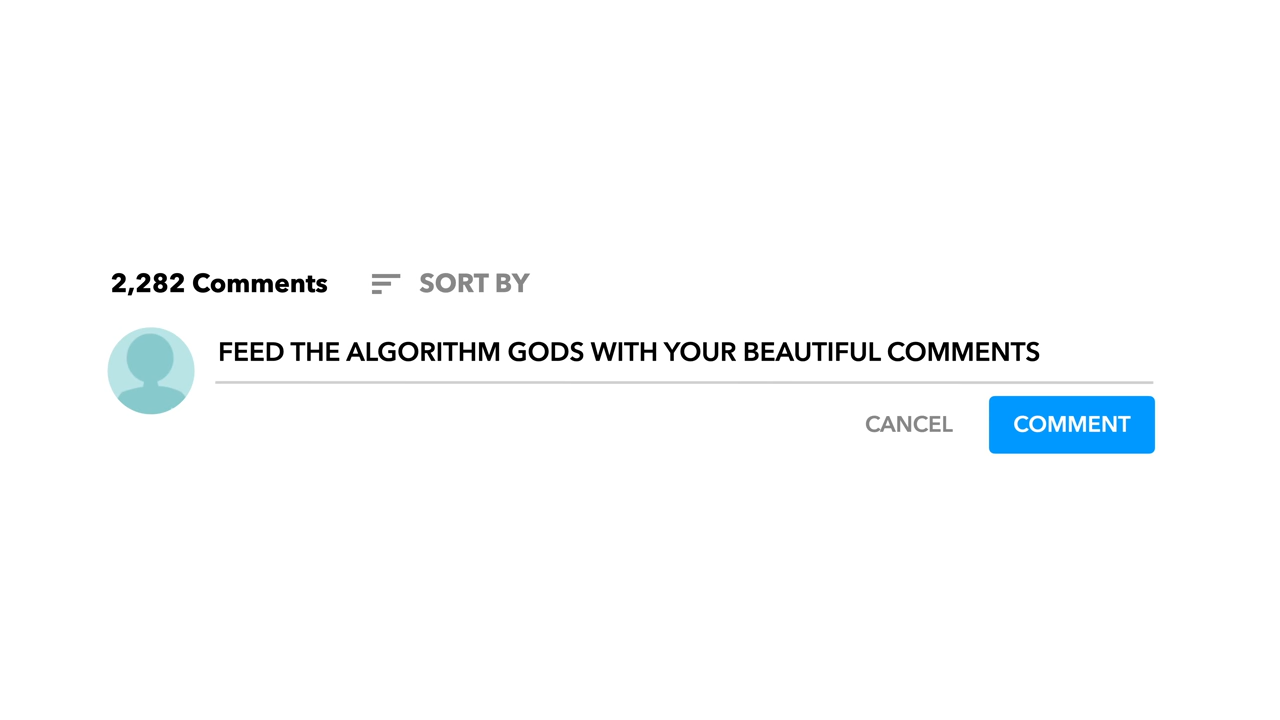 2,282 Comments SORT BY
FEED THE ALGORITHM GODS WITH YOUR BEAUTIFUL COMMENTS
CANCEL COMMENT